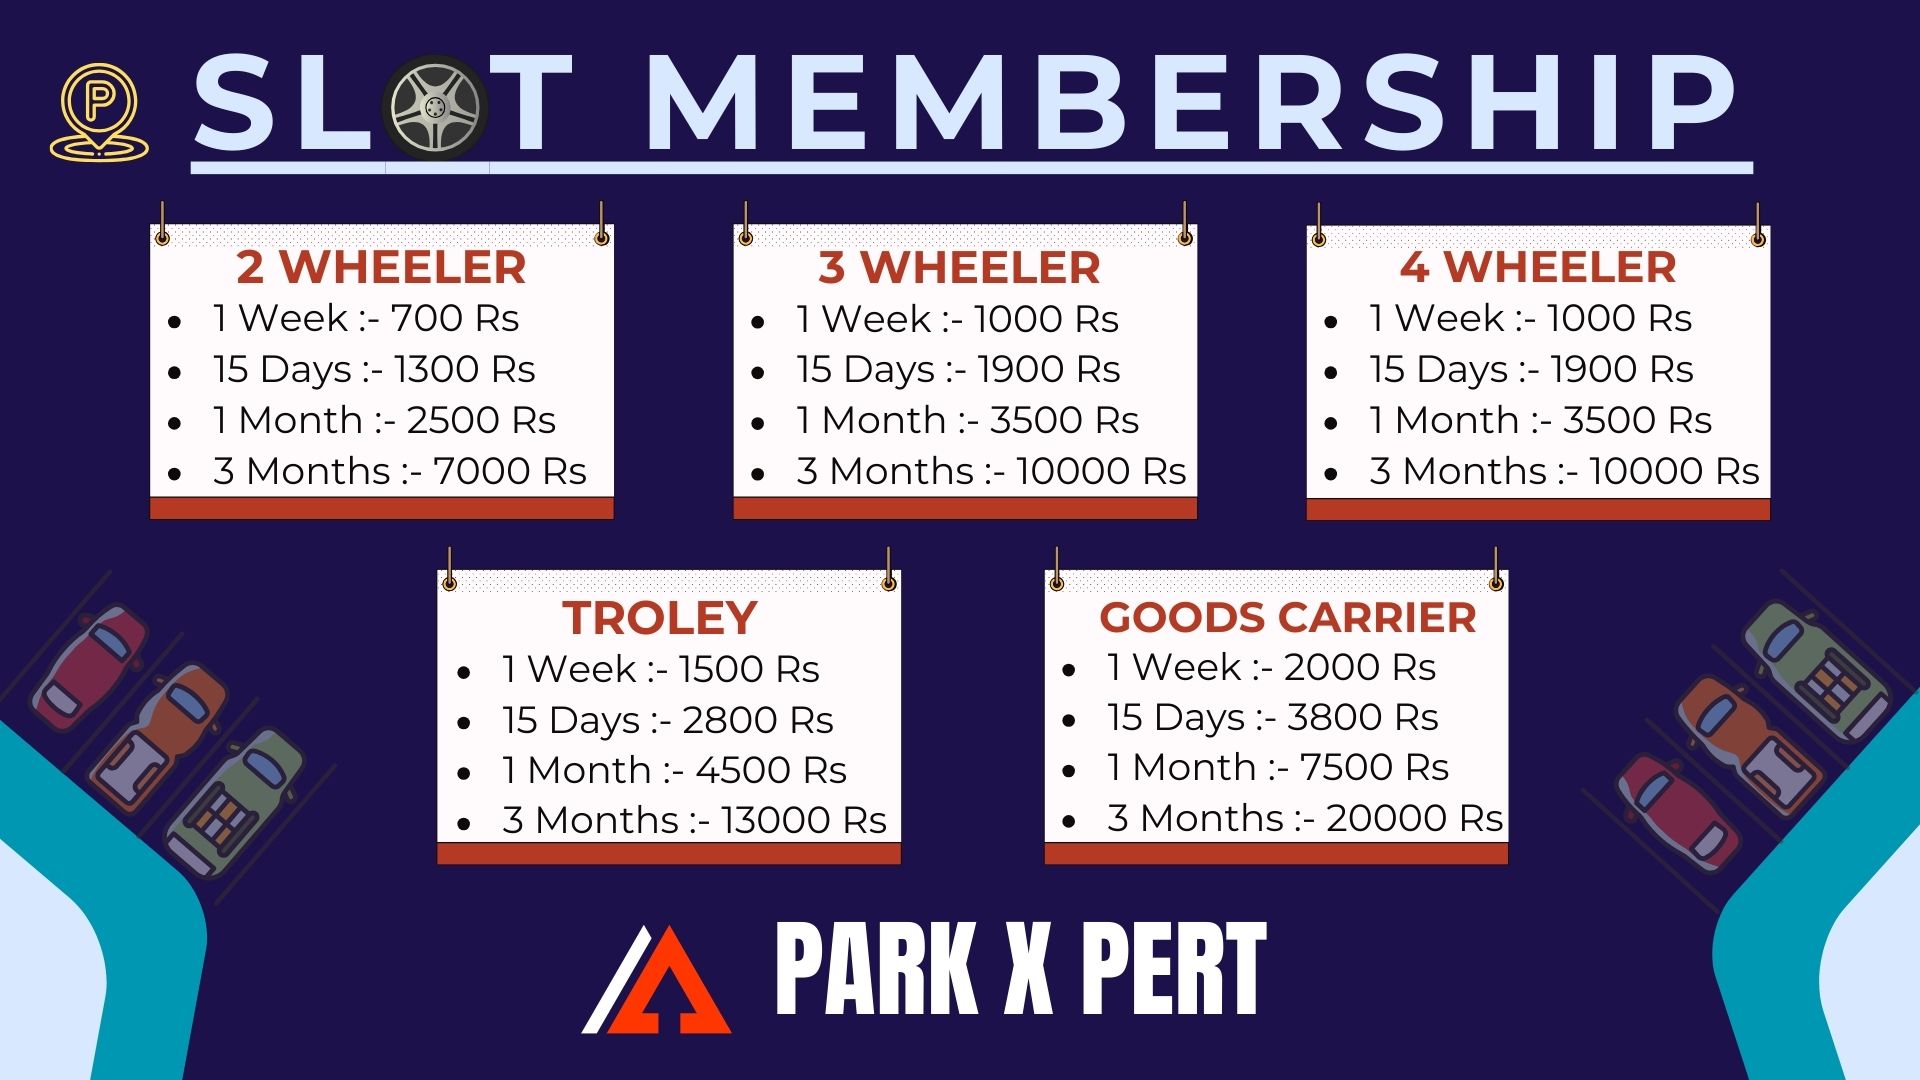 P
SLOT MEMBERSHIP
2 WHEELER
1 Week :- 700 Rs
15 Days :- 1300 Rs
1 Month :- 2500 Rs
3 Months :- 7000 Rs
3 WHEELER
1 Week :- 1000 Rs
15 Days :- 1900 Rs
1 Month :- 3500 Rs
3 Months :- 10000 Rs
4 WHEELER
1 Week :- 1000 Rs
15 Days :- 1900 Rs
1 Month :- 3500 Rs
3 Months :- 10000 Rs
TROLEY
1 Week :- 1500 Rs
15 Days :- 2800 Rs
1 Month :- 4500 Rs
3 Months :- 13000 Rs
GOODS CARRIER
1 Week :- 2000 Rs
15 Days :- 3800 Rs
1 Month :- 7500 Rs
3 Months :- 20000 Rs
PARK X PERT